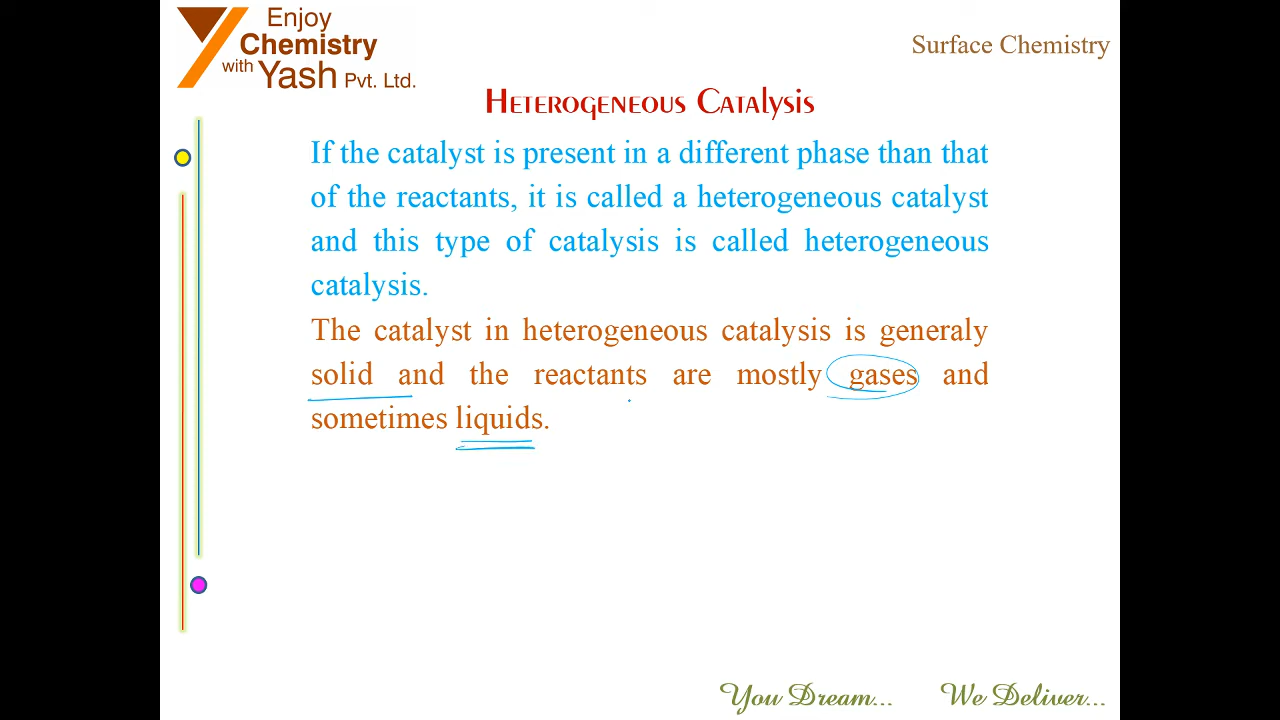 Enjoy
Chemistry
with Yash Pvt. Ltd.
Surface Chemistry
Heterogeneous Catalysis
If the catalyst is present in a different phase than that
of the reactants, it is called a heterogeneous catalyst
and this type of catalysis is called heterogeneous
catalysis.
The catalyst in heterogeneous catalysis is generaly
solid and the reactants are mostly gases and
sometimes liquids.
You Dream... We Deliver...